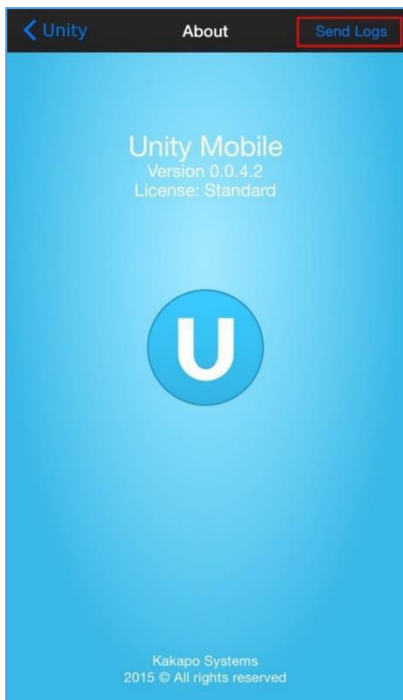 Unity
About
Send Logs
Unity Mobile
Version 0.0.4.2
License: Standard
U
Kakapo Systems
2015 © All rights reserved